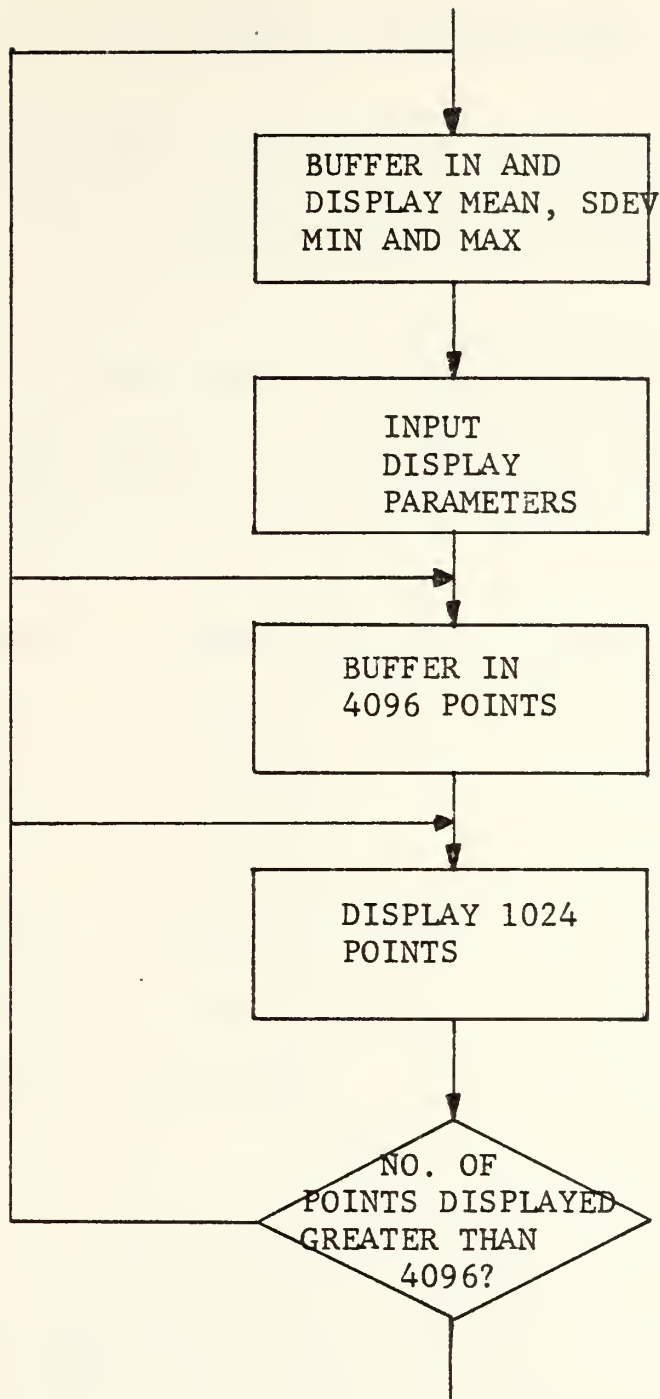 BUFFER IN AND
DISPLAY MEAN, SDEV
MIN AND MAX
INPUT
DISPLAY
PARAMETERS
BUFFER IN
4096 POINTS
DISPLAY 1024
POINTS
NO. OF
POINTS DISPLAYED
GREATER THAN
4096?